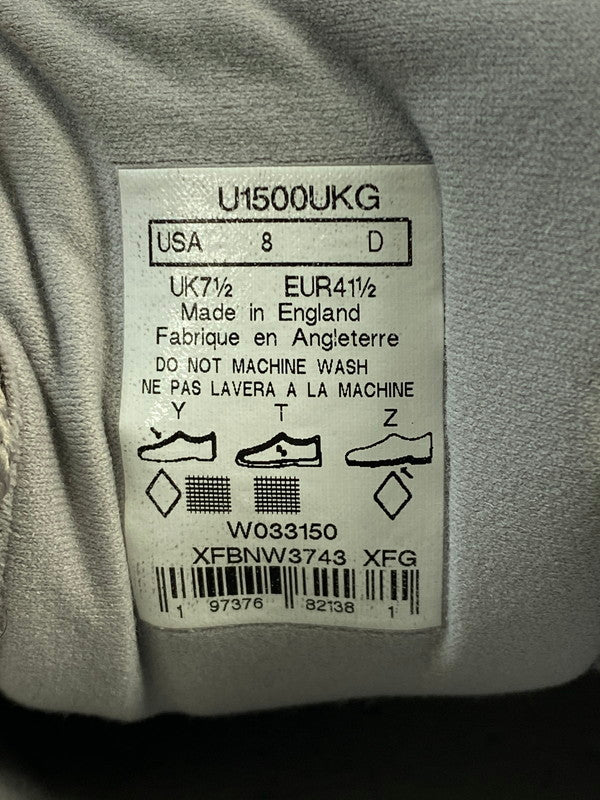 U1500UKG
USA 8 D
UK7½ EUR41½
Made in England
Fabrique en Angleterre
DO NOT MACHINE WASH
NE PAS LAVERA A LA MACHINE
Y T Z
W033150
XFBNW3743 XFG
1 97376 82138 1